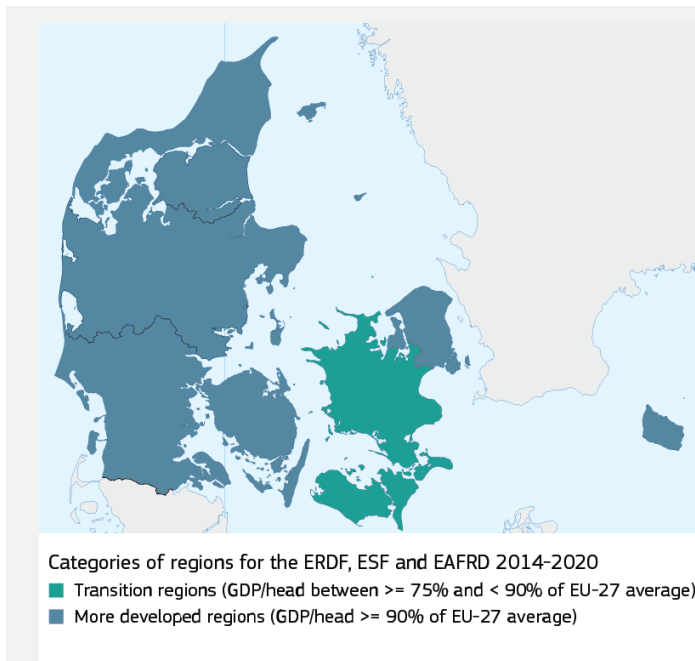 Categories of regions for the ERDF, ESF and EAFRD 2014-2020
Transition regions (GDP/head between >= 75% and < 90% of EU-27 average)
More developed regions (GDP/head >= 90% of EU-27 average)